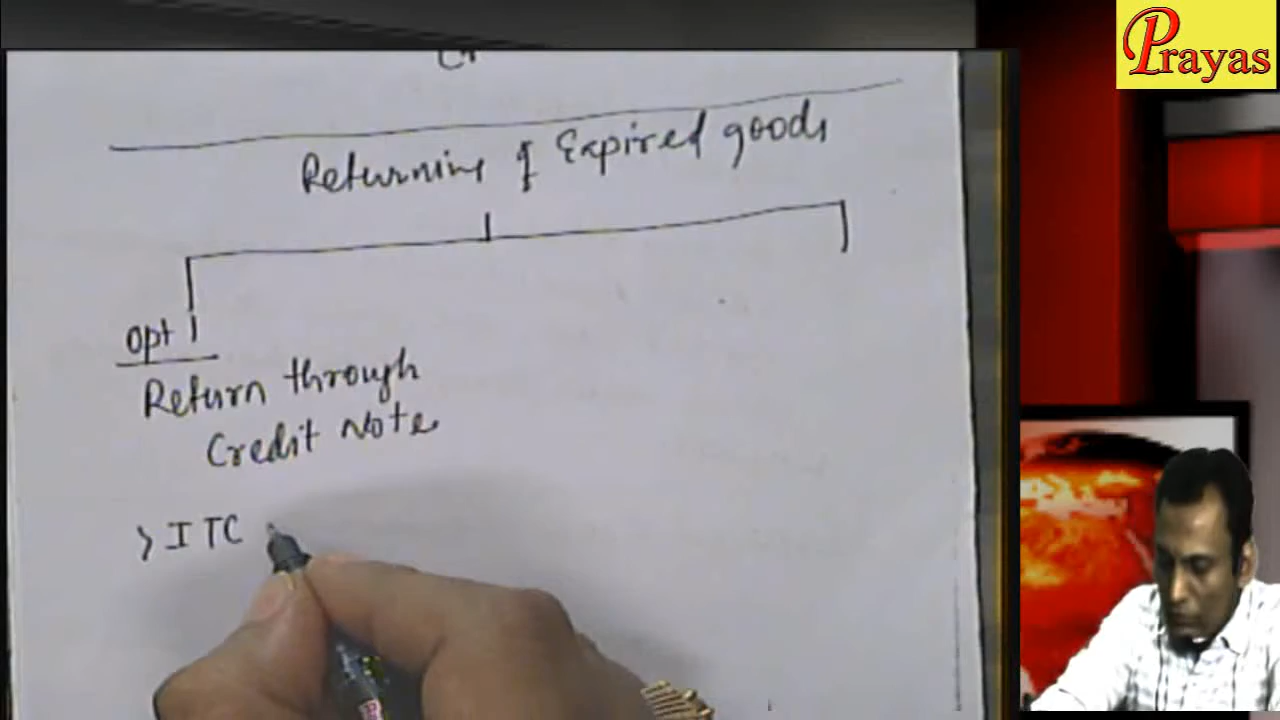 Prayas
Returning of Expired goods
Opt 1
Return through
Credit Note
> ITC